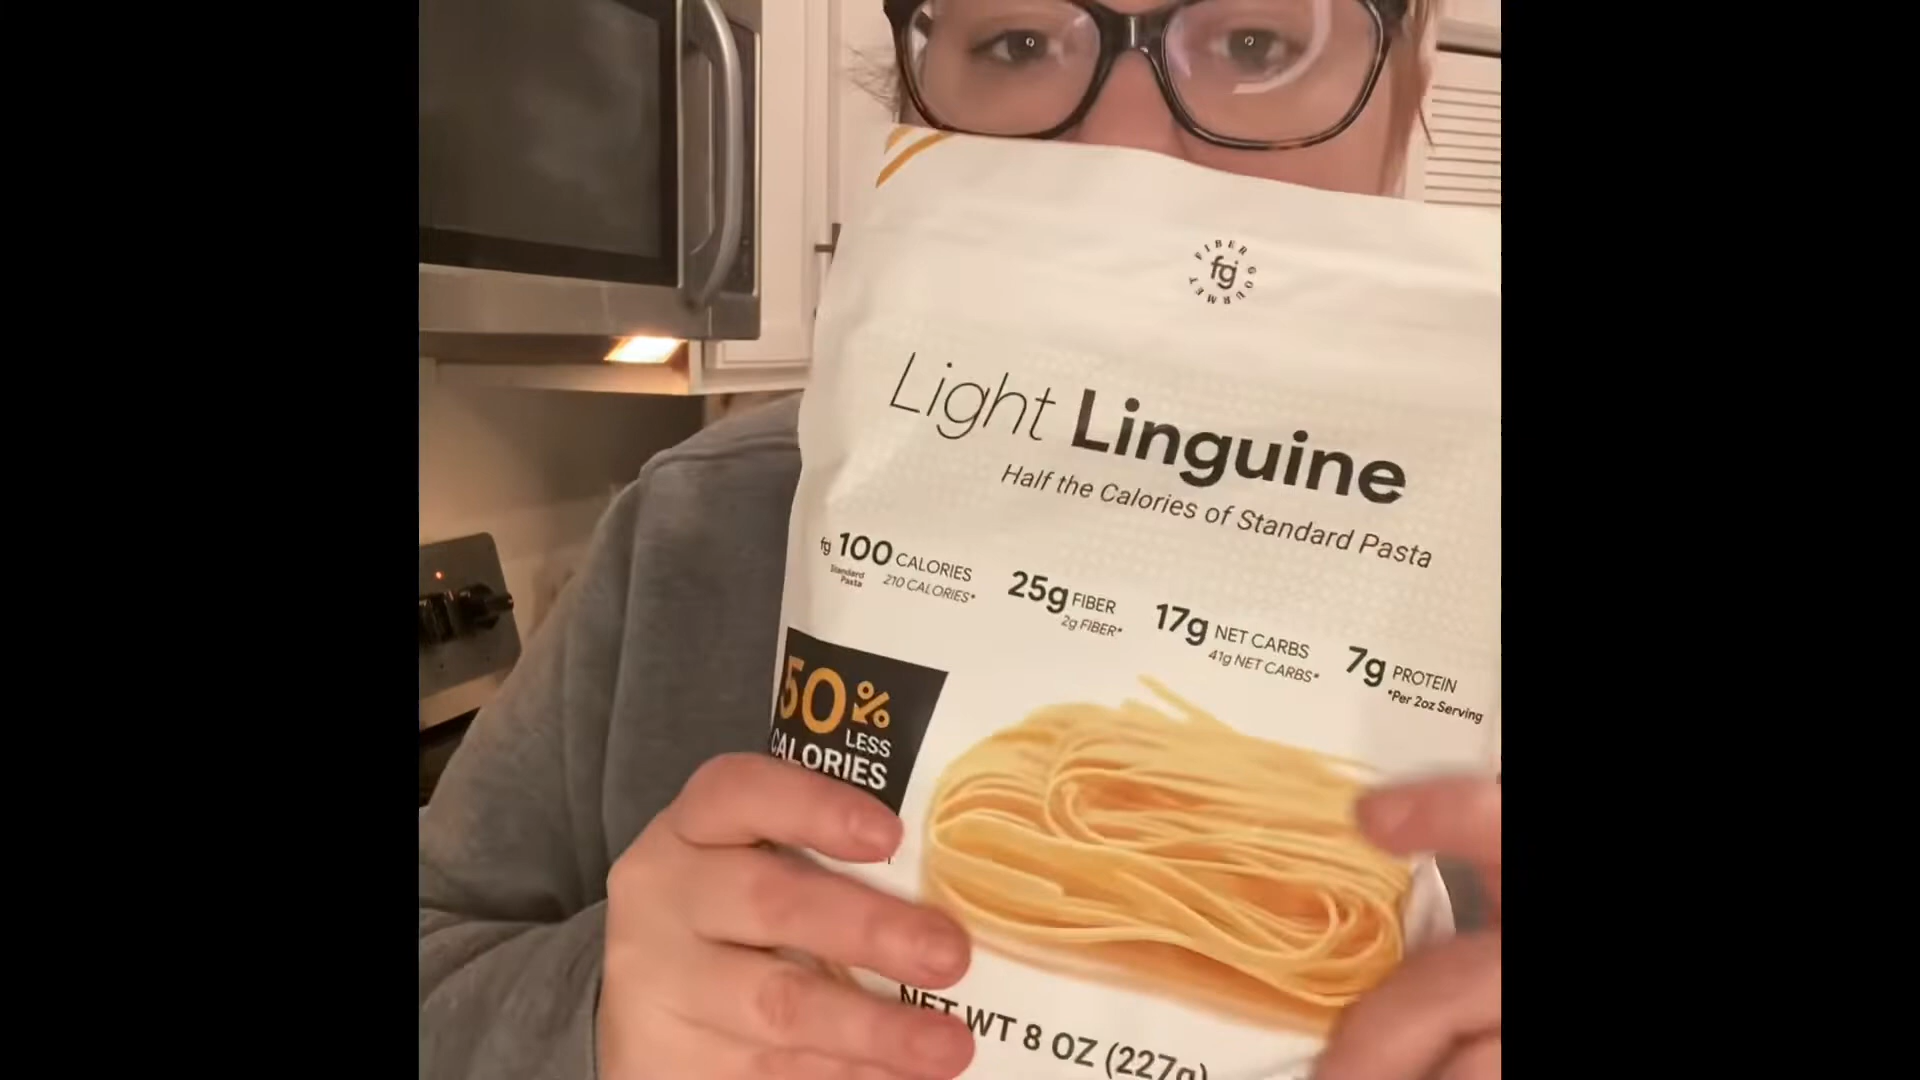 FIBER GOURMET
fg
Light Linguine
Half the Calories of Standard Pasta
fg 100 CALORIES
Standard Pasta 210 CALORIES*
25g FIBER
2g FIBER*
17g NET CARBS
41g NET CARBS*
7g PROTEIN
*Per 2oz Serving
50%
LESS
CALORIES
NET WT 8 OZ (227g)